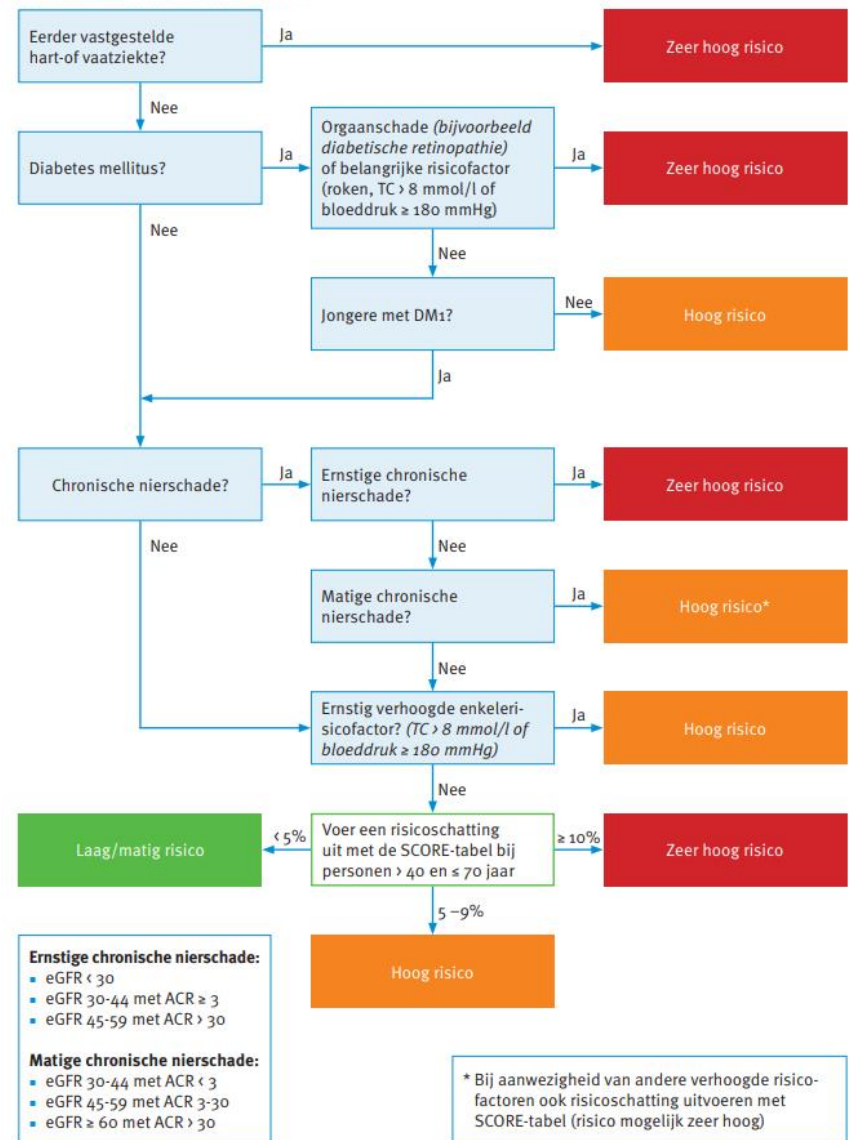 Eerder vastgestelde
hart-of vaatziekte?
Ja
Zeer hoog risico
Nee
Diabetes mellitus?
Ja
Orgaanschade (bijvoorbeeld
diabetische retinopathie)
of belangrijke risicofactor
(roken, TC > 8 mmol/l of
bloeddruk ≥ 180 mmHg)
Ja
Zeer hoog risico
Nee
Nee
Jongere met DM1?
Nee
Hoog risico
Ja
Chronische nierschade?
Ja
Ernstige chronische
nierschade?
Ja
Zeer hoog risico
Nee
Nee
Matige chronische
nierschade?
Ja
Hoog risico*
Nee
Ernstig verhoogde enkeleri-
sicofactor? (TC > 8 mmol/l of
bloeddruk ≥ 180 mmHg)
Ja
Hoog risico
Nee
Laag/matig risico
< 5%
Voer een risicoschatting
uit met de SCORE-tabel bij
personen > 40 en ≤ 70 jaar
≥ 10%
Zeer hoog risico
5 –9%
Hoog risico
Ernstige chronische nierschade:
▪ eGFR < 30
▪ eGFR 30-44 met ACR ≥ 3
▪ eGFR 45-59 met ACR > 30
Matige chronische nierschade:
▪ eGFR 30-44 met ACR < 3
▪ eGFR 45-59 met ACR 3-30
▪ eGFR ≥ 60 met ACR > 30
* Bij aanwezigheid van andere verhoogde risico-
factoren ook risicoschatting uitvoeren met
SCORE-tabel (risico mogelijk zeer hoog)